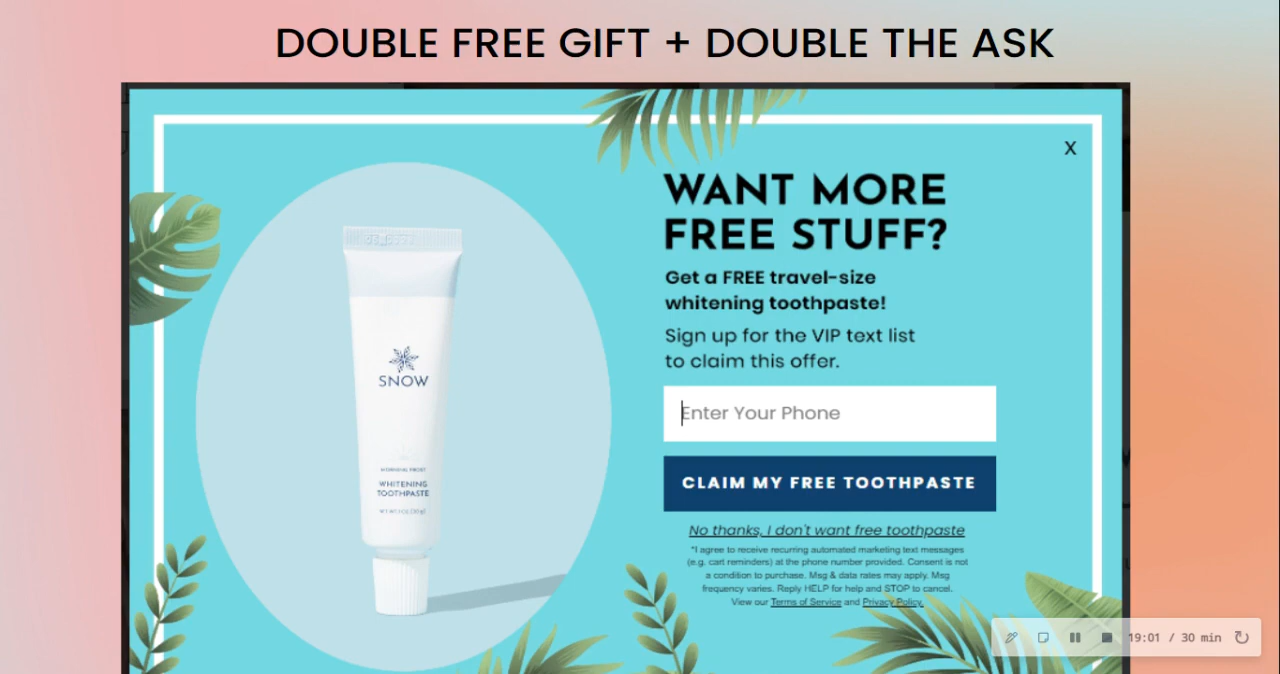 DOUBLE FREE GIFT + DOUBLE THE ASK
X
WANT MORE
FREE STUFF?
Get a FREE travel-size
whitening toothpaste!
Sign up for the VIP text list
to claim this offer.
Enter Your Phone
CLAIM MY FREE TOOTHPASTE
No thanks, I don't want free toothpaste
*I agree to receive recurring automated marketing text messages
(e.g. cart reminders) at the phone number provided. Consent is not
a condition to purchase. Msg & data rates may apply. Msg
frequency varies. Reply HELP for help and STOP to cancel.
View our Terms of Service and Privacy Policy.
SNOW
WHITENING
TOOTHPASTE
19:01 / 30 min